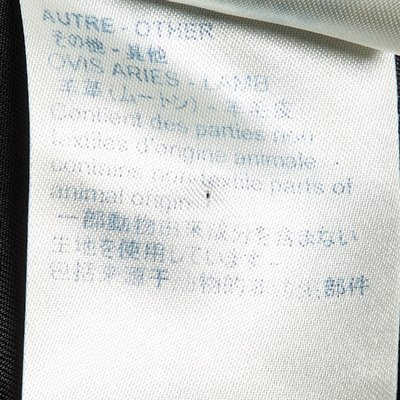 AUTRE - OTHER
その他 - 其他
OVIS ARIES - LAMB
羊革(ムートン) - 羊羔皮
Contient des parties non
textiles d'origine animale
contains non-textile parts of
animal origin
一部動物由来成分を含まない
生地を使用しています -
包括来源于动物的非纺织部件